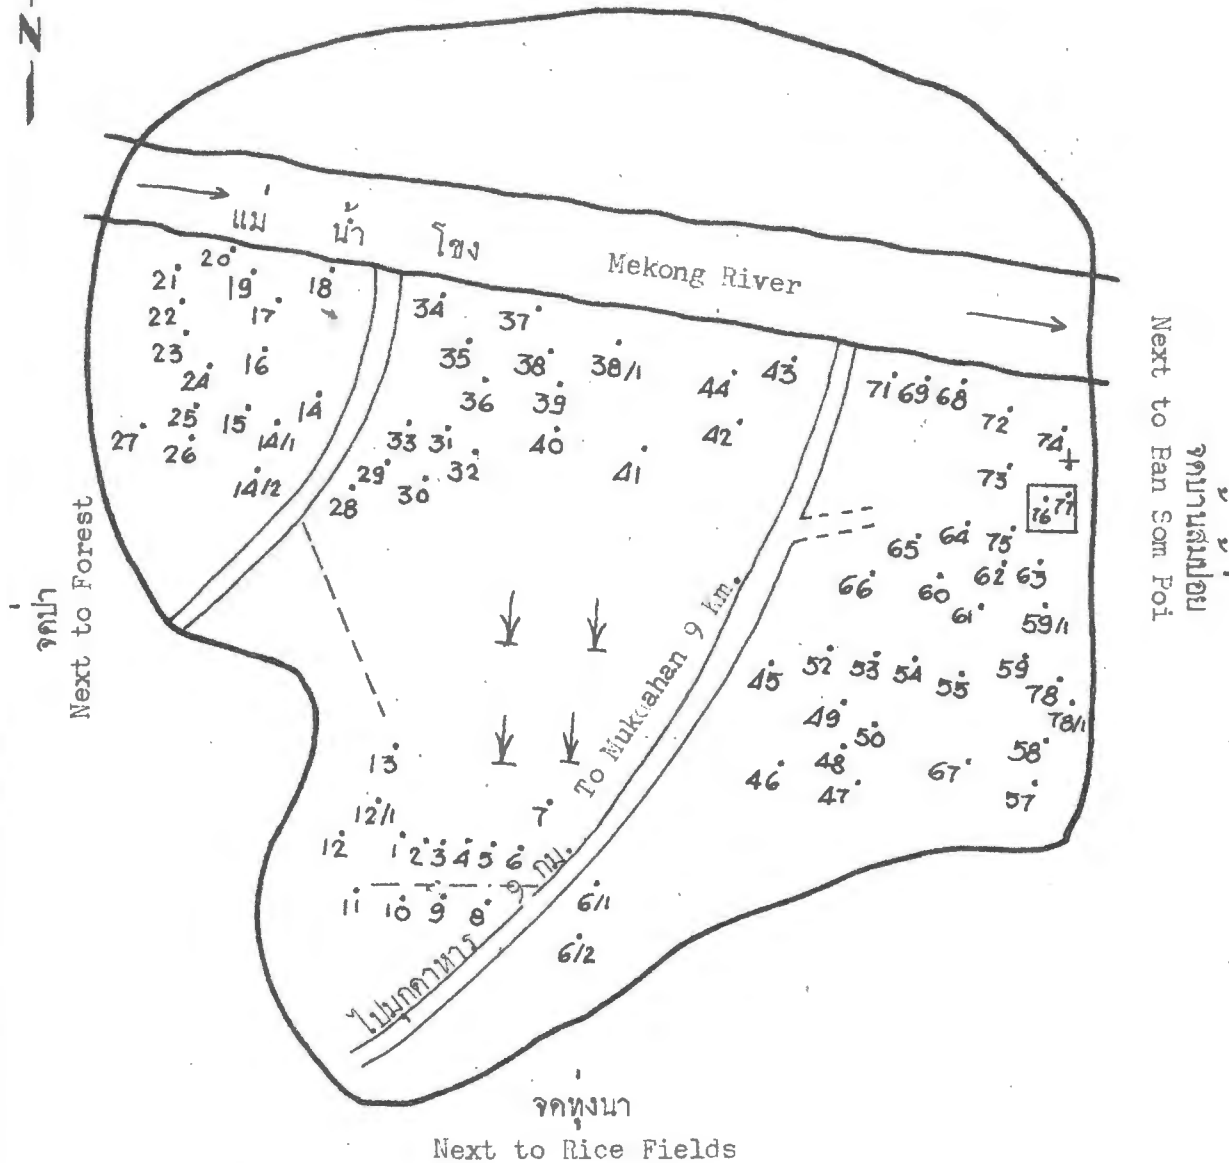 N
แม่ น้ำ โขง Mekong River
20
21 19 18
22 17
23 16
24
25 15 14
27 26 14/1
14/2
34 37
35 38 38/1
36 39
33 31 40
29 32 41
28 30
44 43
42
71 69 68
72
74
73
76 77
65 64 75
66 60 62 63
61 59/1
45 52 53 54 55 59
78
49 78/1
50
48 58
46 47 67 57
13
12/1 7
12 1 2 3 4 5 6
11 10 9 8 6/1
6/2
ไปมุกดาหาร 9 กม. To Mukdahan 9 km.
จดป่า
Next to Forest
จดบ้านส้มป่อย
Next to Ban Som Poi
จดทุ่งนา
Next to Rice Fields